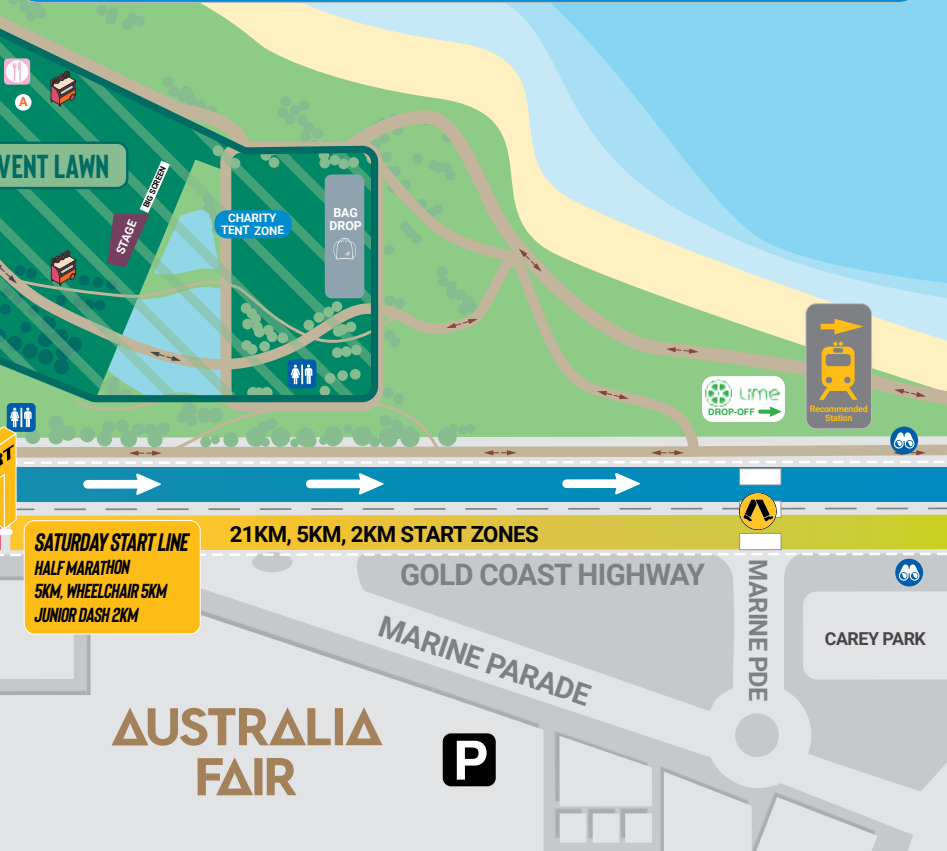 A
VENT LAWN
BIG SCREEN
STAGE
CHARITY
TENT ZONE
BAG
DROP
Lime
DROP-OFF
Recommended
Station
RT
21KM, 5KM, 2KM START ZONES
SATURDAY START LINE
HALF MARATHON
5KM, WHEELCHAIR 5KM
JUNIOR DASH 2KM
GOLD COAST HIGHWAY
MARINE PARADE
MARINE PDE
CAREY PARK
AUSTRALIA
FAIR
P